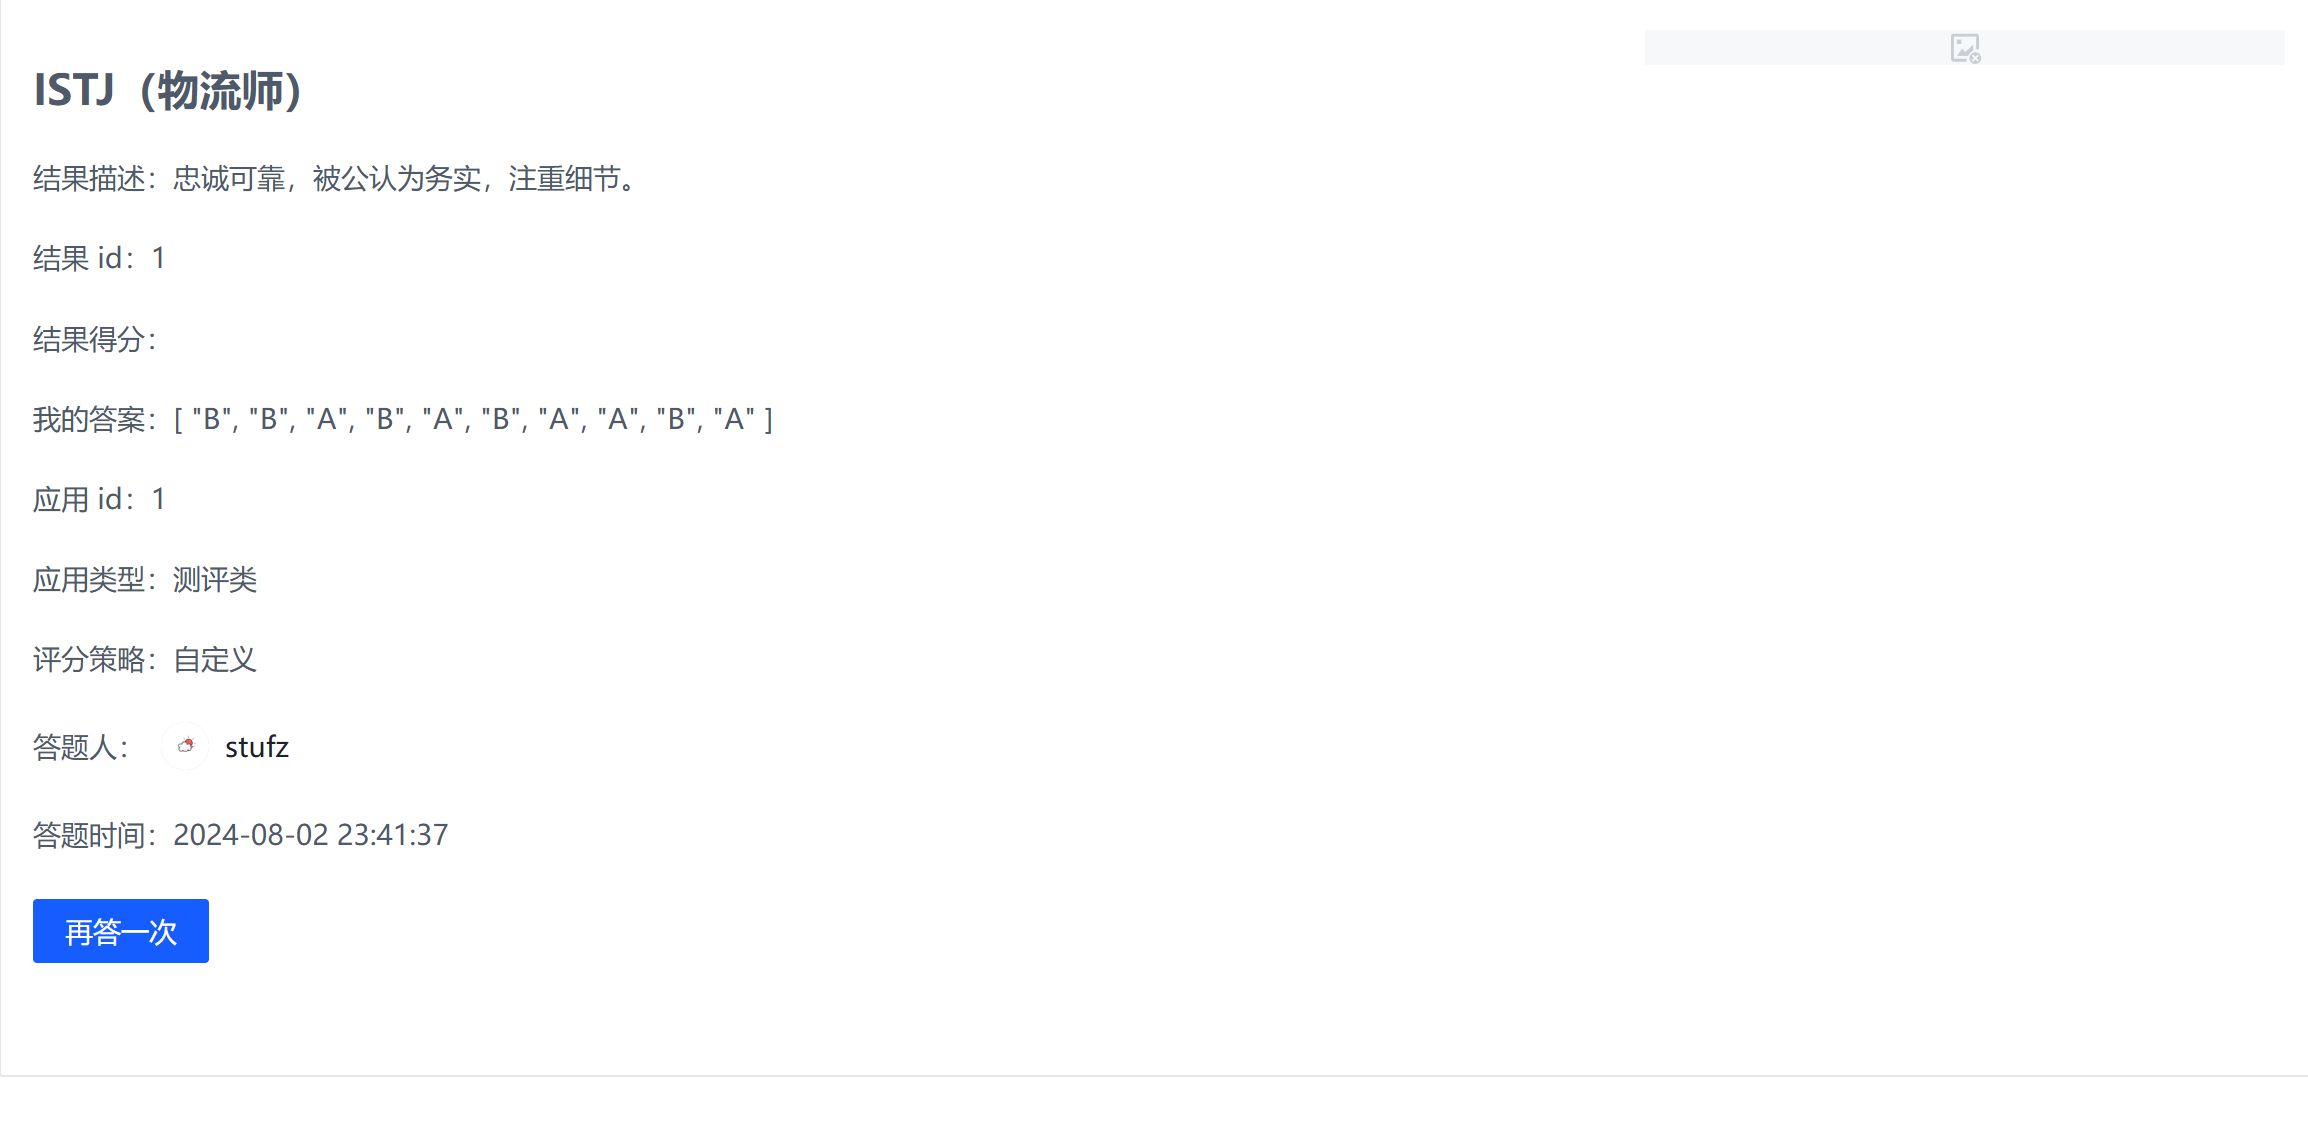 ISTJ（物流师）
结果描述：忠诚可靠，被公认为务实，注重细节。
结果 id：1
结果得分：
我的答案：[ "B", "B", "A", "B", "A", "B", "A", "A", "B", "A" ]
应用 id：1
应用类型：测评类
评分策略：自定义
答题人： stufz
答题时间：2024-08-02 23:41:37
再答一次